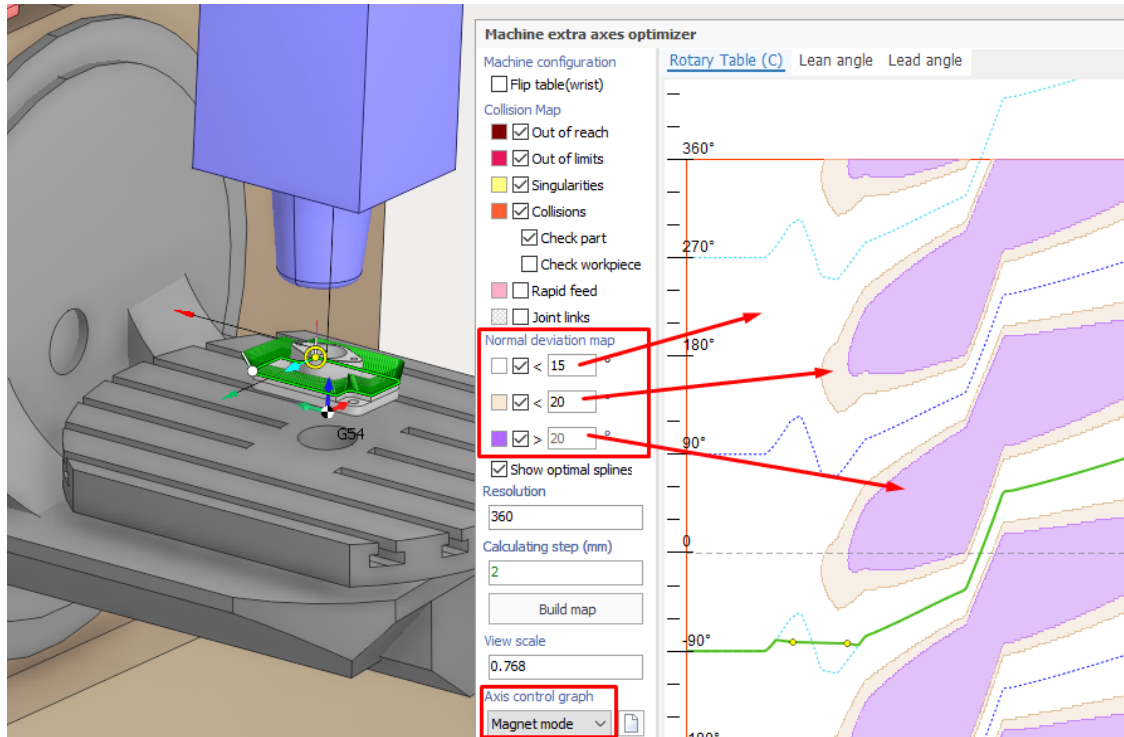 Machine extra axes optimizer
Machine configuration
Flip table(wrist)
Collision Map
Out of reach
Out of limits
Singularities
Collisions
Check part
Check workpiece
Rapid feed
Joint links
Normal deviation map
< 15 °
< 20 °
> 20 °
Show optimal splines
Resolution
360
Calculating step (mm)
2
Build map
View scale
0.768
Axis control graph
Magnet mode
Rotary Table (C) Lean angle Lead angle
360°
270°
180°
90°
0
-90°
-180°
G54